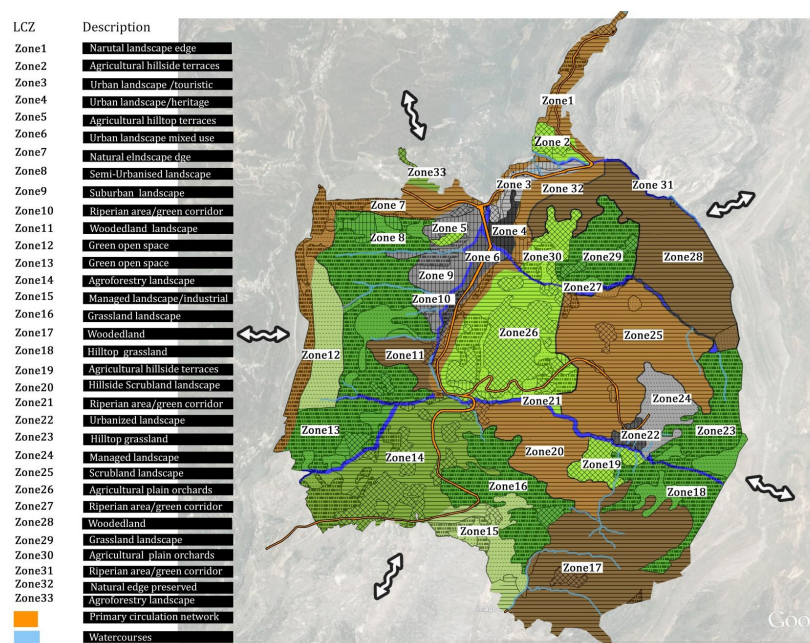 LCZ Description
Zone1 Narutal landscape edge
Zone2 Agricultural hillside terraces
Zone3 Urban landscape /touristic
Zone4 Urban landscape/heritage
Zone5 Agricultural hilltop terraces
Zone6 Urban landscape mixed use
Zone7 Natural elndscape dge
Zone8 Semi-Urbanised landscape
Zone9 Suburban landscape
Zone10 Riperian area/green corridor
Zone11 Woodedland landscape
Zone12 Green open space
Zone13 Green open space
Zone14 Agroforestry landscape
Zone15 Managed landscape/industrial
Zone16 Grassland landscape
Zone17 Woodedland
Zone18 Hilltop grassland
Zone19 Agricultural hillside terraces
Zone20 Hillside Scrubland landscape
Zone21 Riperian area/green corridor
Zone22 Urbanized landscape
Zone23 Hilltop grassland
Zone24 Managed landscape
Zone25 Scrubland landscape
Zone26 Agricultural plain orchards
Zone27 Riperian area/green corridor
Zone28 Woodedland
Zone29 Grassland landscape
Zone30 Agricultural plain orchards
Zone31 Riperian area/green corridor
Zone32 Natural edge preserved
Zone33 Agroforestry landscape
Primary circulation network
Watercourses
Zone1
Zone 2
Zone33
Zone 3
Zone 32
Zone 31
Zone 7
Zone 8
Zone 5
Zone 4
Zone 6
Zone30
Zone29
Zone28
Zone 9
Zone27
Zone10
Zone26
Zone25
Zone12
Zone11
Zone24
Zone21
Zone13
Zone22
Zone23
Zone14
Zone20
Zone19
Zone16
Zone18
Zone15
Zone17
Goo